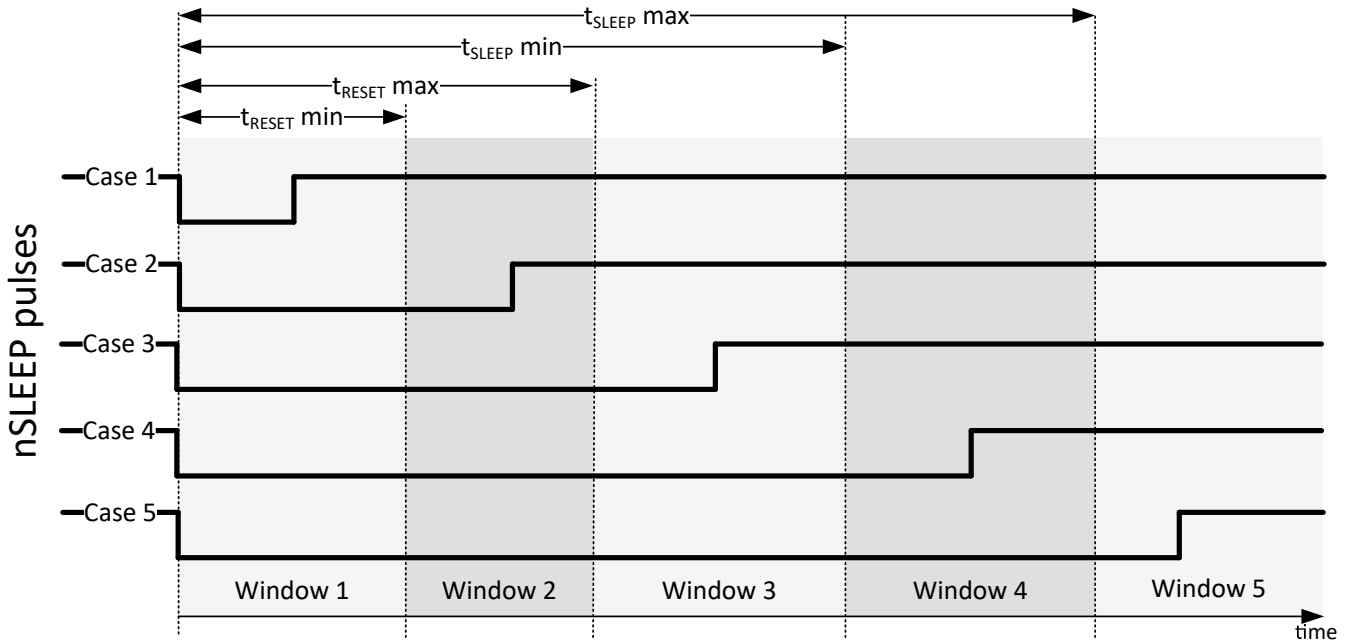 tSLEEP max
tSLEEP min
tRESET max
tRESET min
nSLEEP pulses
Case 1
Case 2
Case 3
Case 4
Case 5
Window 1
Window 2
Window 3
Window 4
Window 5
time